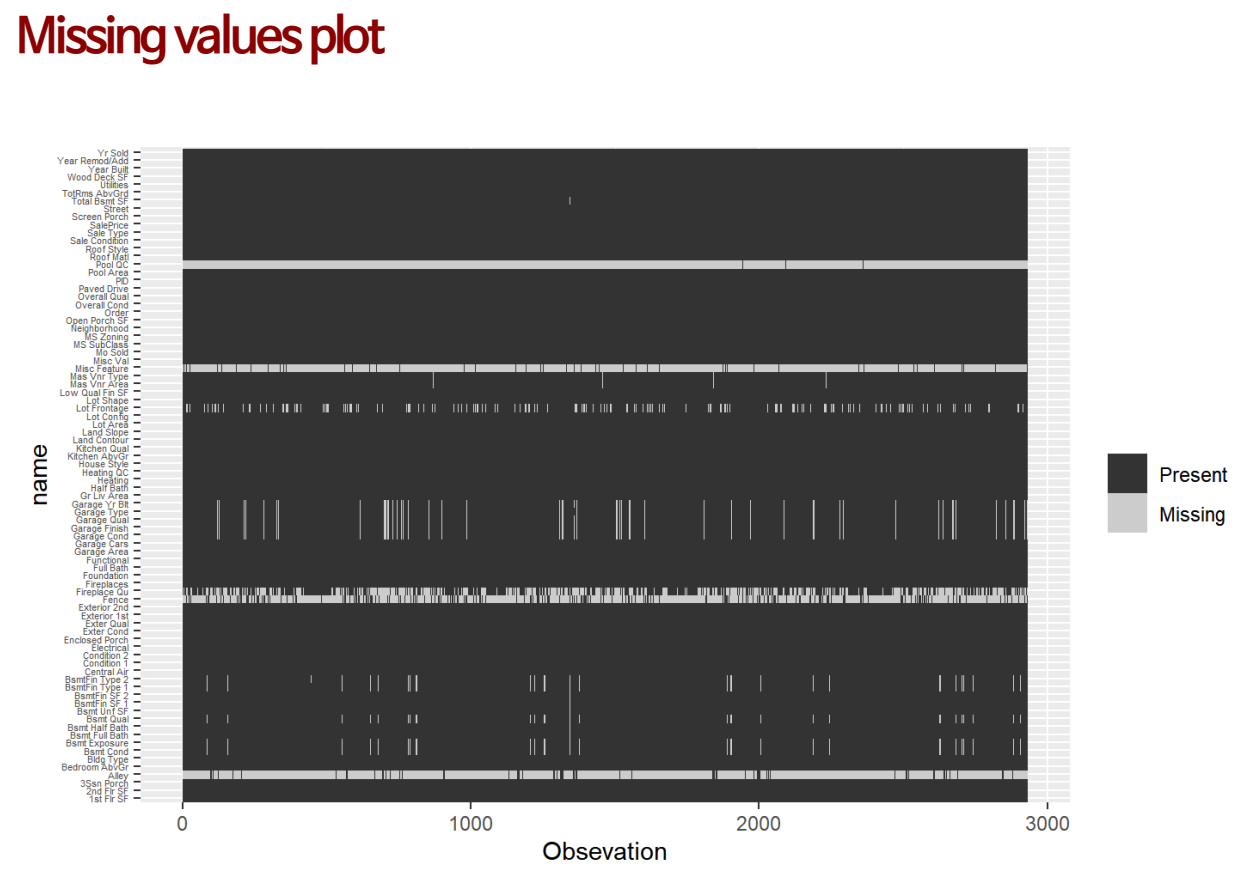 Missing values plot
Yr Sold
Year Remod/Add
Year Built
Wood Deck SF
Utilities
TotRms AbvGrd
Total Bsmt SF
Street
Screen Porch
SalePrice
Sale Type
Sale Condition
Roof Style
Roof Matl
Pool QC
Pool Area
PID
Paved Drive
Overall Qual
Overall Cond
Order
Open Porch SF
Neighborhood
MS Zoning
MS SubClass
Mo Sold
Misc Val
Misc Feature
Mas Vnr Type
Mas Vnr Area
Low Qual Fin SF
Lot Shape
Lot Frontage
Lot Config
Lot Area
Land Slope
Land Contour
Kitchen Qual
Kitchen AbvGr
House Style
Heating QC
Heating
Half Bath
Gr Liv Area
Garage Yr Blt
Garage Type
Garage Qual
Garage Finish
Garage Cond
Garage Cars
Garage Area
Functional
Full Bath
Foundation
Fireplaces
Fireplace Qu
Fence
Exterior 2nd
Exterior 1st
Exter Qual
Exter Cond
Enclosed Porch
Electrical
Condition 2
Condition 1
Central Air
BsmtFin Type 2
BsmtFin Type 1
BsmtFin SF 2
BsmtFin SF 1
Bsmt Unf SF
Bsmt Qual
Bsmt Half Bath
Bsmt Full Bath
Bsmt Exposure
Bsmt Cond
Bldg Type
Bedroom AbvGr
Alley
3Ssn Porch
2nd Flr SF
1st Flr SF
name
0 1000 2000 3000
Obsevation
Present
Missing